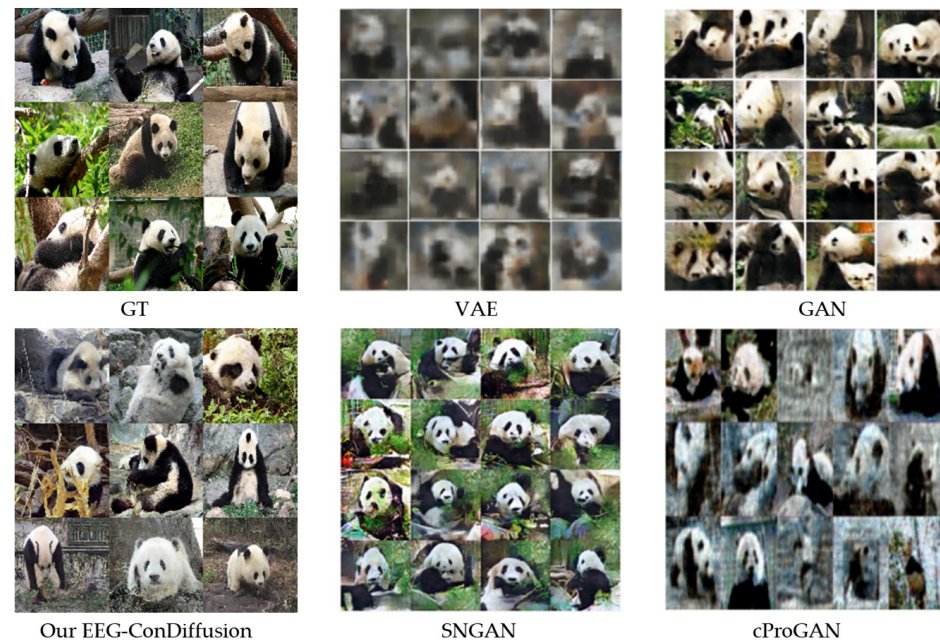 GT
VAE
GAN
Our EEG-ConDiffusion
SNGAN
cProGAN